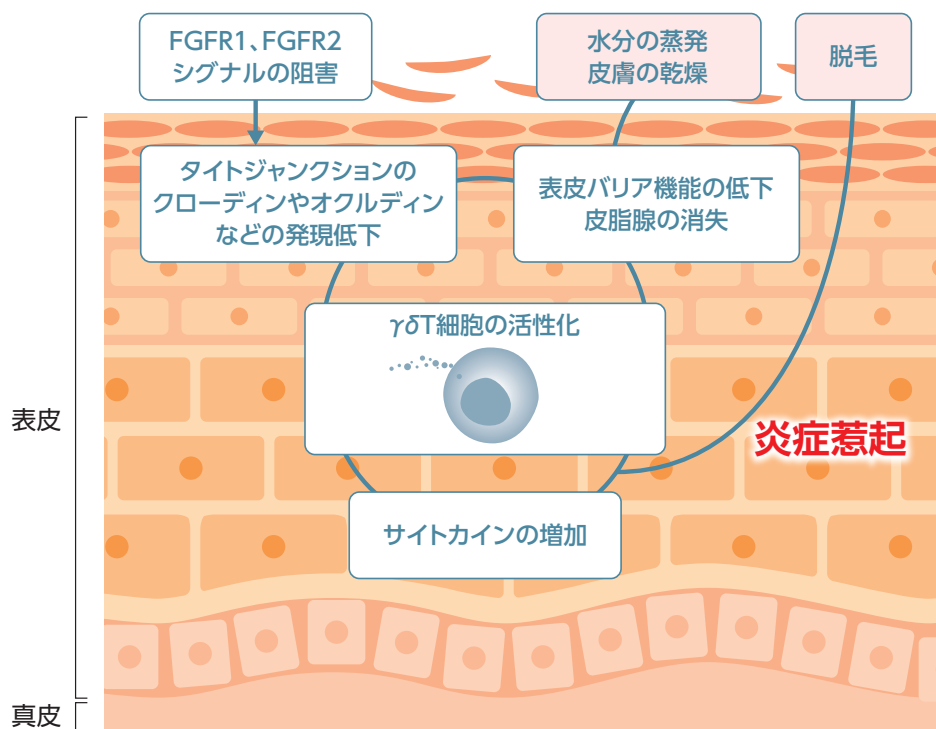 FGFR1、FGFR2
シグナルの阻害
水分の蒸発
皮膚の乾燥
脱毛
タイトジャンクションの
クローディンやオクルディン
などの発現低下
表皮バリア機能の低下
皮脂腺の消失
γδT細胞の活性化
表皮
炎症惹起
サイトカインの増加
真皮